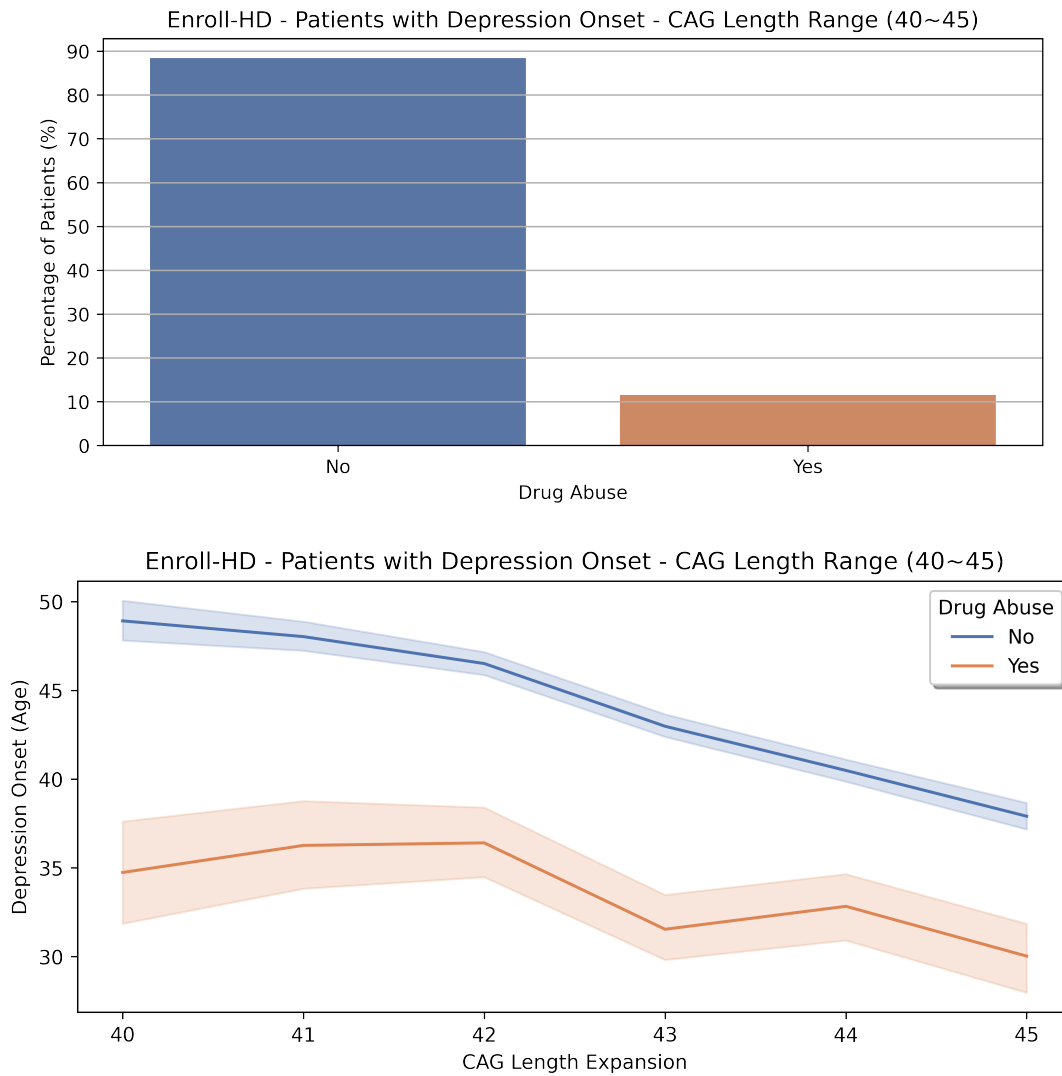 Enroll-HD - Patients with Depression Onset - CAG Length Range (40~45)
90
80
70
60
50
40
30
20
10
0
Percentage of Patients (%)
No
Yes
Drug Abuse
Enroll-HD - Patients with Depression Onset - CAG Length Range (40~45)
Drug Abuse
No
Yes
50
45
40
35
30
Depression Onset (Age)
40
41
42
43
44
45
CAG Length Expansion